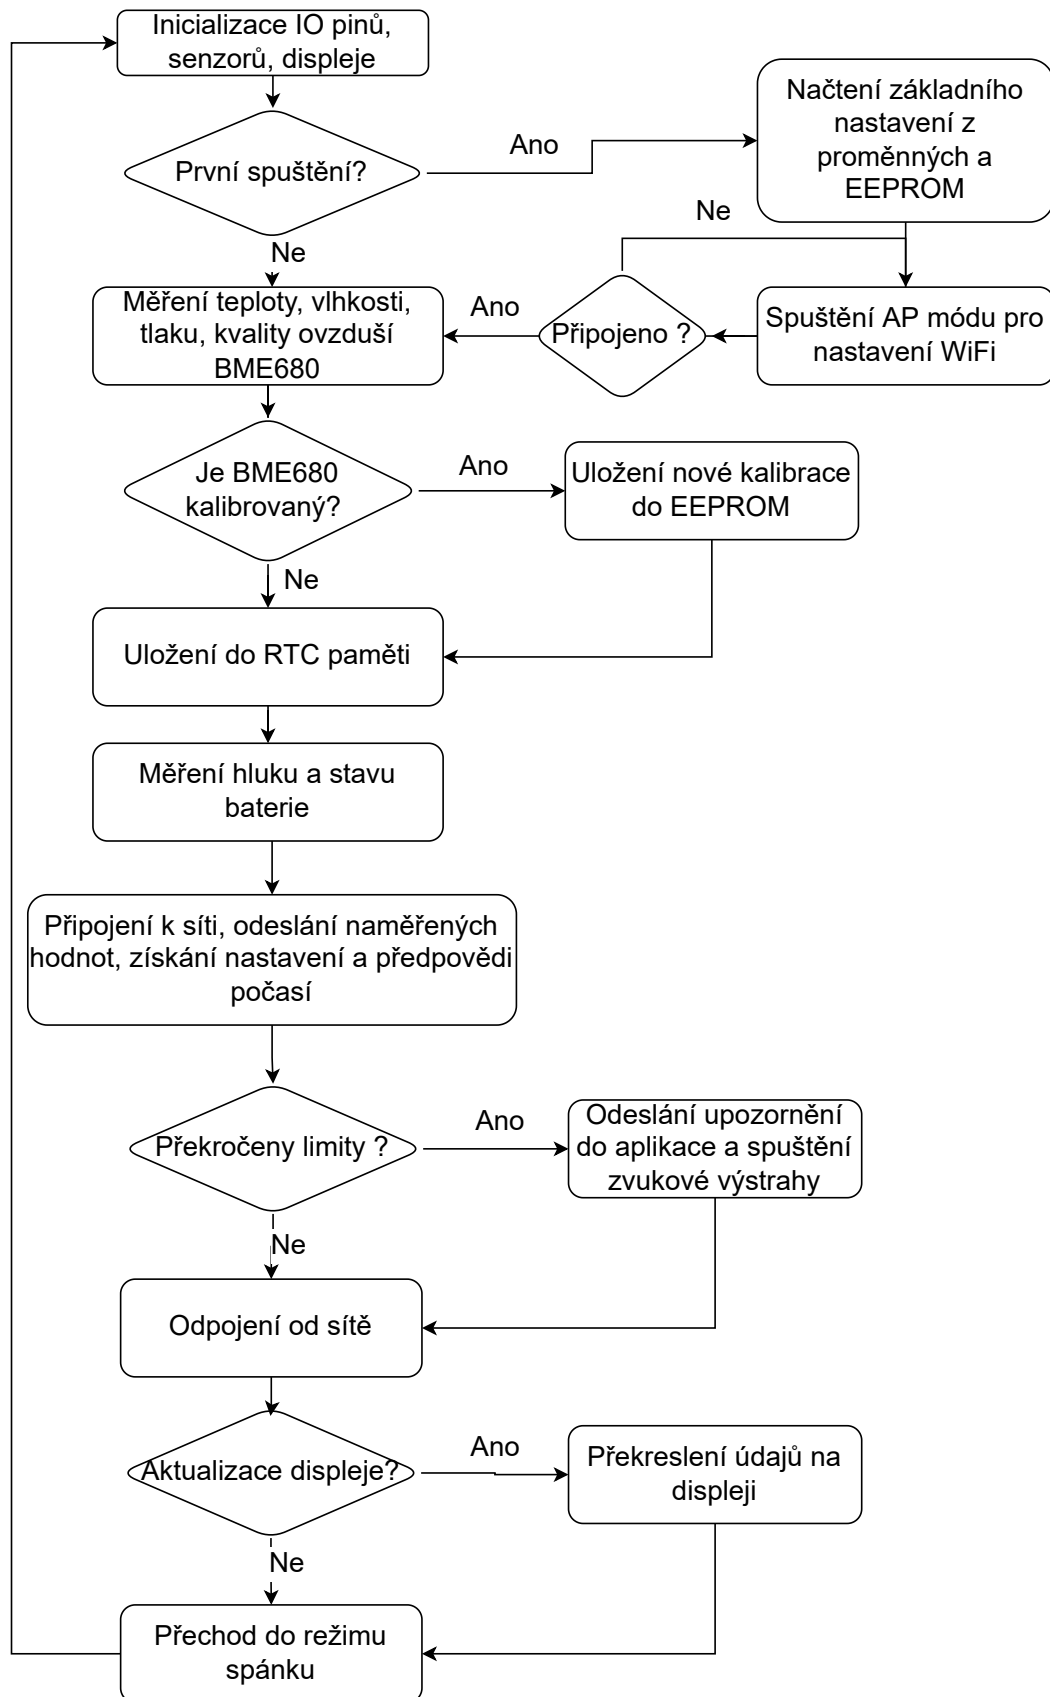 Inicializace IO pinů,
senzorů, displeje
První spuštění?
Ano
Načtení základního
nastavení z
proměnných a
EEPROM
Ne
Ne
Měření teploty, vlhkosti,
tlaku, kvality ovzduší
BME680
Ano
Připojeno ?
Spuštění AP módu pro
nastavení WiFi
Je BME680
kalibrovaný?
Ano
Uložení nové kalibrace
do EEPROM
Ne
Uložení do RTC paměti
Měření hluku a stavu
baterie
Připojení k síti, odeslání naměřených
hodnot, získání nastavení a předpovědi
počasí
Překročeny limity ?
Ano
Odeslání upozornění
do aplikace a spuštění
zvukové výstrahy
Ne
Odpojení od sítě
Aktualizace displeje?
Ano
Překreslení údajů na
displeji
Ne
Přechod do režimu
spánku